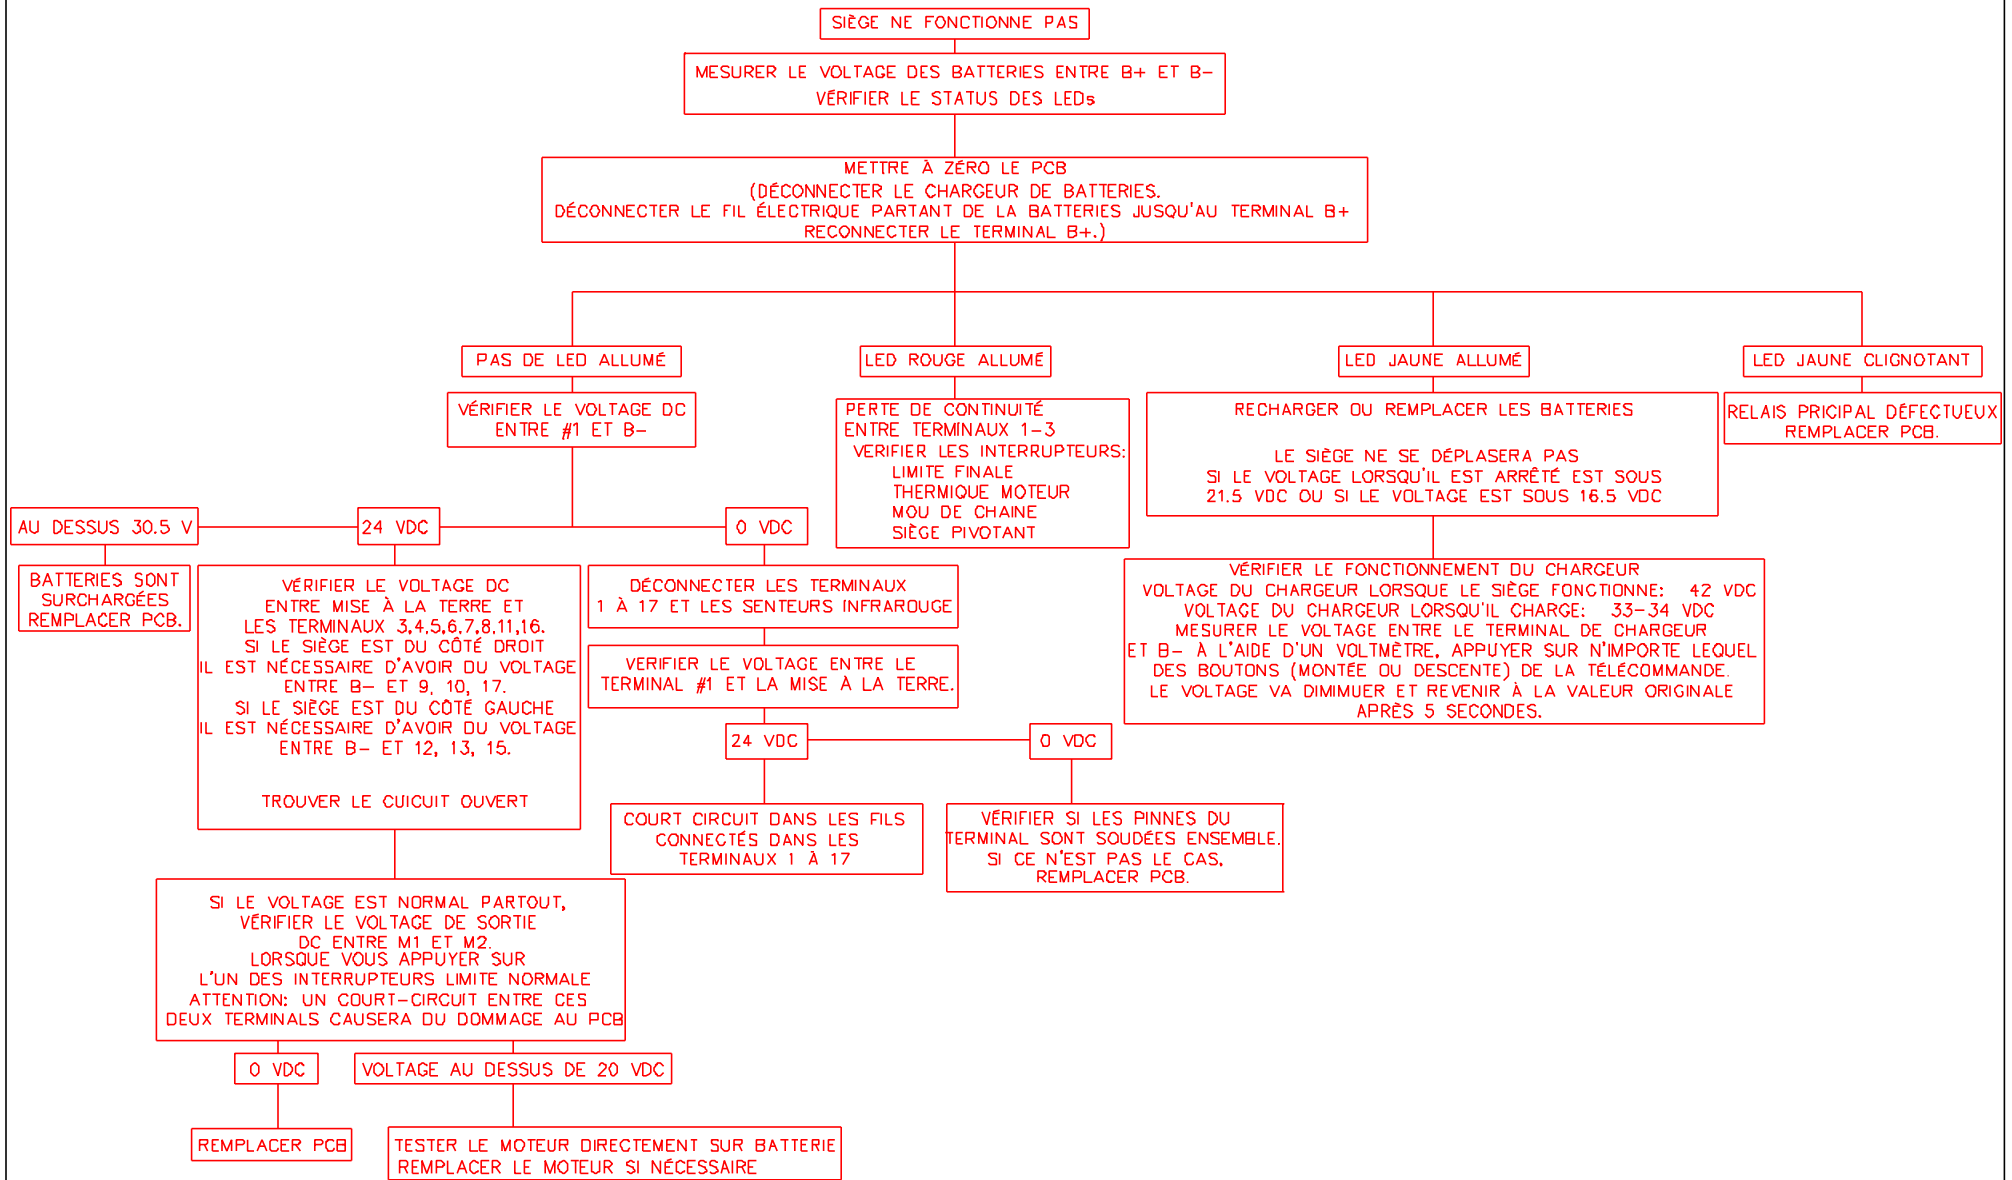 SIÈGE NE FONCTIONNE PAS
MESURER LE VOLTAGE DES BATTERIES ENTRE B+ ET B-
VÉRIFIER LE STATUS DES LEDs
METTRE À ZÉRO LE PCB
(DÉCONNECTER LE CHARGEUR DE BATTERIES.
DÉCONNECTER LE FIL ÉLECTRIQUE PARTANT DE LA BATTERIES JUSQU'AU TERMINAL B+
RECONNECTER LE TERMINAL B+.)
PAS DE LED ALLUMÉ
LED ROUGE ALLUMÉ
LED JAUNE ALLUMÉ
LED JAUNE CLIGNOTANT
VÉRIFIER LE VOLTAGE DC
ENTRE #1 ET B-
PERTE DE CONTINUITÉ
ENTRE TERMINAUX 1-3
VERIFIER LES INTERRUPTEURS:
LIMITE FINALE
THERMIQUE MOTEUR
MOU DE CHAINE
SIÈGE PIVOTANT
RECHARGER OU REMPLACER LES BATTERIES
LE SIÈGE NE SE DÉPLASERA PAS
SI LE VOLTAGE LORSQU'IL EST ARRÊTÉ EST SOUS
21.5 VDC OU SI LE VOLTAGE EST SOUS 16.5 VDC
RELAIS PRICIPAL DÉFECTUEUX
REMPLACER PCB.
AU DESSUS 30.5 V
24 VDC
0 VDC
BATTERIES SONT
SURCHARGÉES
REMPLACER PCB.
VÉRIFIER LE VOLTAGE DC
ENTRE MISE À LA TERRE ET
LES TERMINAUX 3,4,5,6,7,8,11,16.
SI LE SIÈGE EST DU CÔTÉ DROIT
IL EST NÉCESSAIRE D'AVOIR DU VOLTAGE
ENTRE B- ET 9, 10, 17.
SI LE SIÈGE EST DU CÔTÉ GAUCHE
IL EST NÉCESSAIRE D'AVOIR DU VOLTAGE
ENTRE B- ET 12, 13, 15.
TROUVER LE CUICUIT OUVERT
DÉCONNECTER LES TERMINAUX
1 À 17 ET LES SENTEURS INFRAROUGE
VERIFIER LE VOLTAGE ENTRE LE
TERMINAL #1 ET LA MISE À LA TERRE.
24 VDC
0 VDC
COURT CIRCUIT DANS LES FILS
CONNECTÉS DANS LES
TERMINAUX 1 À 17
VÉRIFIER SI LES PINNES DU
TERMINAL SONT SOUDÉES ENSEMBLE.
SI CE N'EST PAS LE CAS,
REMPLACER PCB.
VÉRIFIER LE FONCTIONNEMENT DU CHARGEUR
VOLTAGE DU CHARGEUR LORSQUE LE SIÈGE FONCTIONNE: 42 VDC
VOLTAGE DU CHARGEUR LORSQU'IL CHARGE: 33-34 VDC
MESURER LE VOLTAGE ENTRE LE TERMINAL DE CHARGEUR
ET B- À L'AIDE D'UN VOLTMÈTRE, APPUYER SUR N'IMPORTE LEQUEL
DES BOUTONS (MONTÉE OU DESCENTE) DE LA TÉLÉCOMMANDE.
LE VOLTAGE VA DIMIMUER ET REVENIR À LA VALEUR ORIGINALE
APRÈS 5 SECONDES.
SI LE VOLTAGE EST NORMAL PARTOUT,
VÉRIFIER LE VOLTAGE DE SORTIE
DC ENTRE M1 ET M2.
LORSQUE VOUS APPUYER SUR
L'UN DES INTERRUPTEURS LIMITE NORMALE
ATTENTION: UN COURT-CIRCUIT ENTRE CES
DEUX TERMINALS CAUSERA DU DOMMAGE AU PCB
0 VDC
VOLTAGE AU DESSUS DE 20 VDC
REMPLACER PCB
TESTER LE MOTEUR DIRECTEMENT SUR BATTERIE
REMPLACER LE MOTEUR SI NÉCESSAIRE